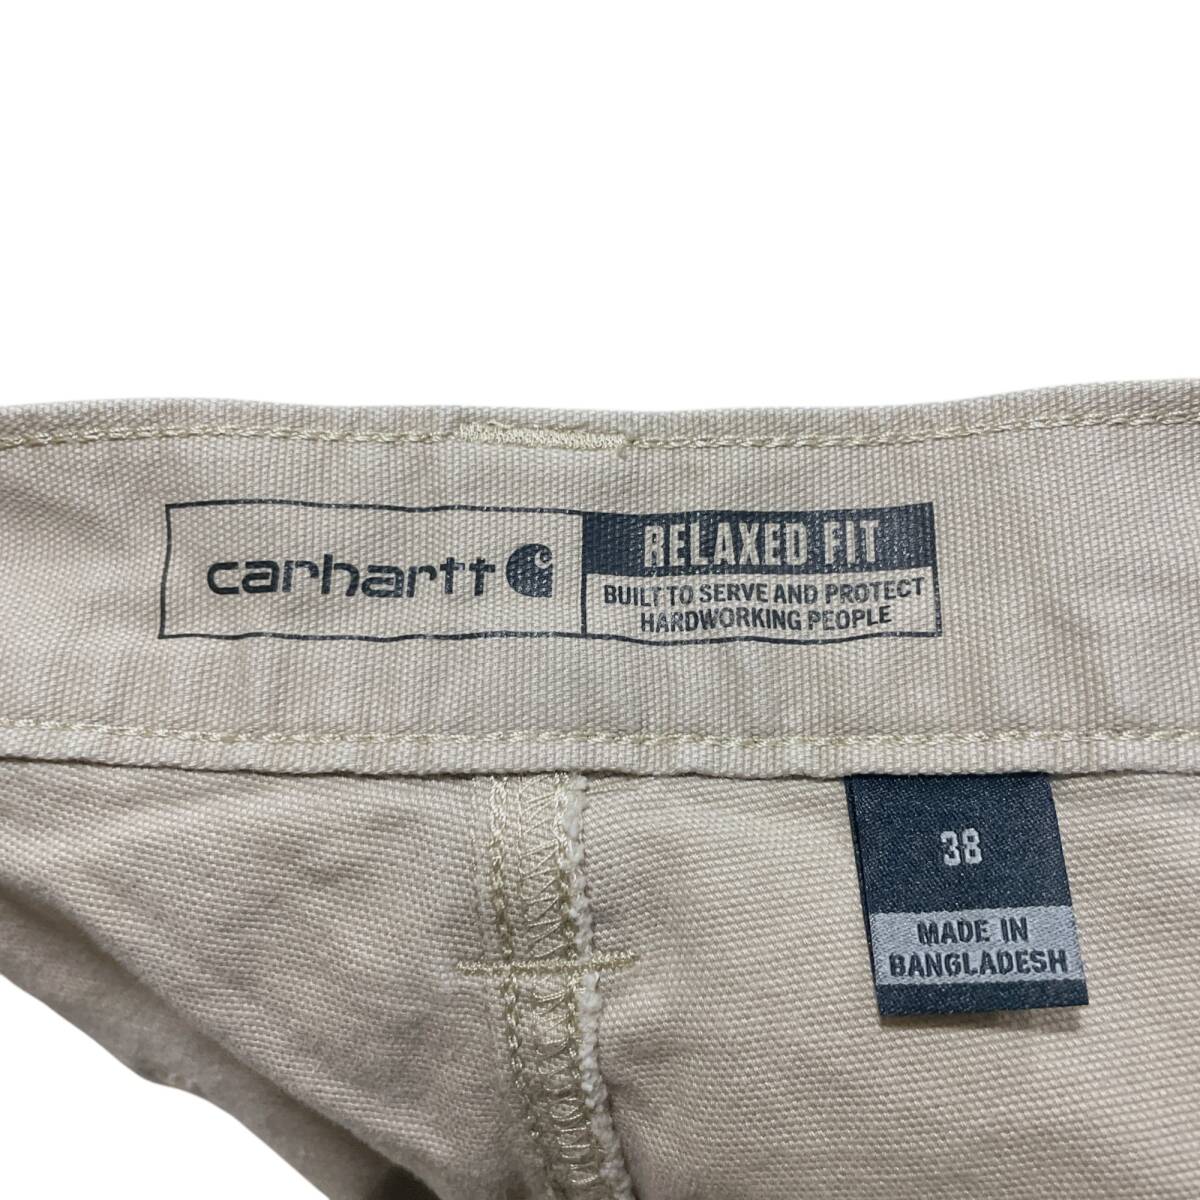 carhartt
RELAXED FIT
BUILT TO SERVE AND PROTECT
HARDWORKING PEOPLE
38
MADE IN
BANGLADESH